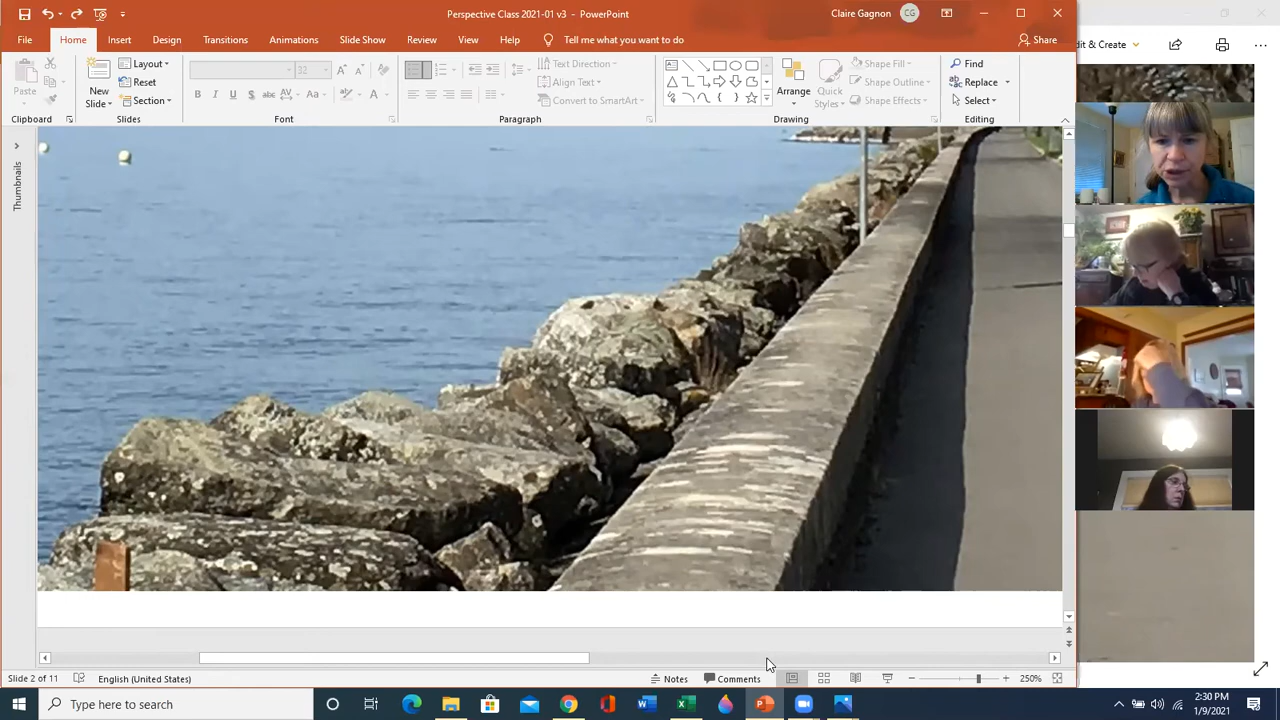 Perspective Class 2021-01 v3 - PowerPoint
Claire Gagnon CG
File Home Insert Design Transitions Animations Slide Show Review View Help Tell me what you want to do Share
dit & Create
Paste
New Slide
Layout
Reset
Section
32
B I U S abc AV Aa A
Text Direction
Align Text
Convert to SmartArt
Arrange
Quick Styles
Shape Fill
Shape Outline
Shape Effects
Find
Replace
Select
Clipboard Slides Font Paragraph Drawing Editing
Thumbnails
Slide 2 of 11 English (United States) Notes Comments 250%
Type here to search
2:30 PM
1/9/2021